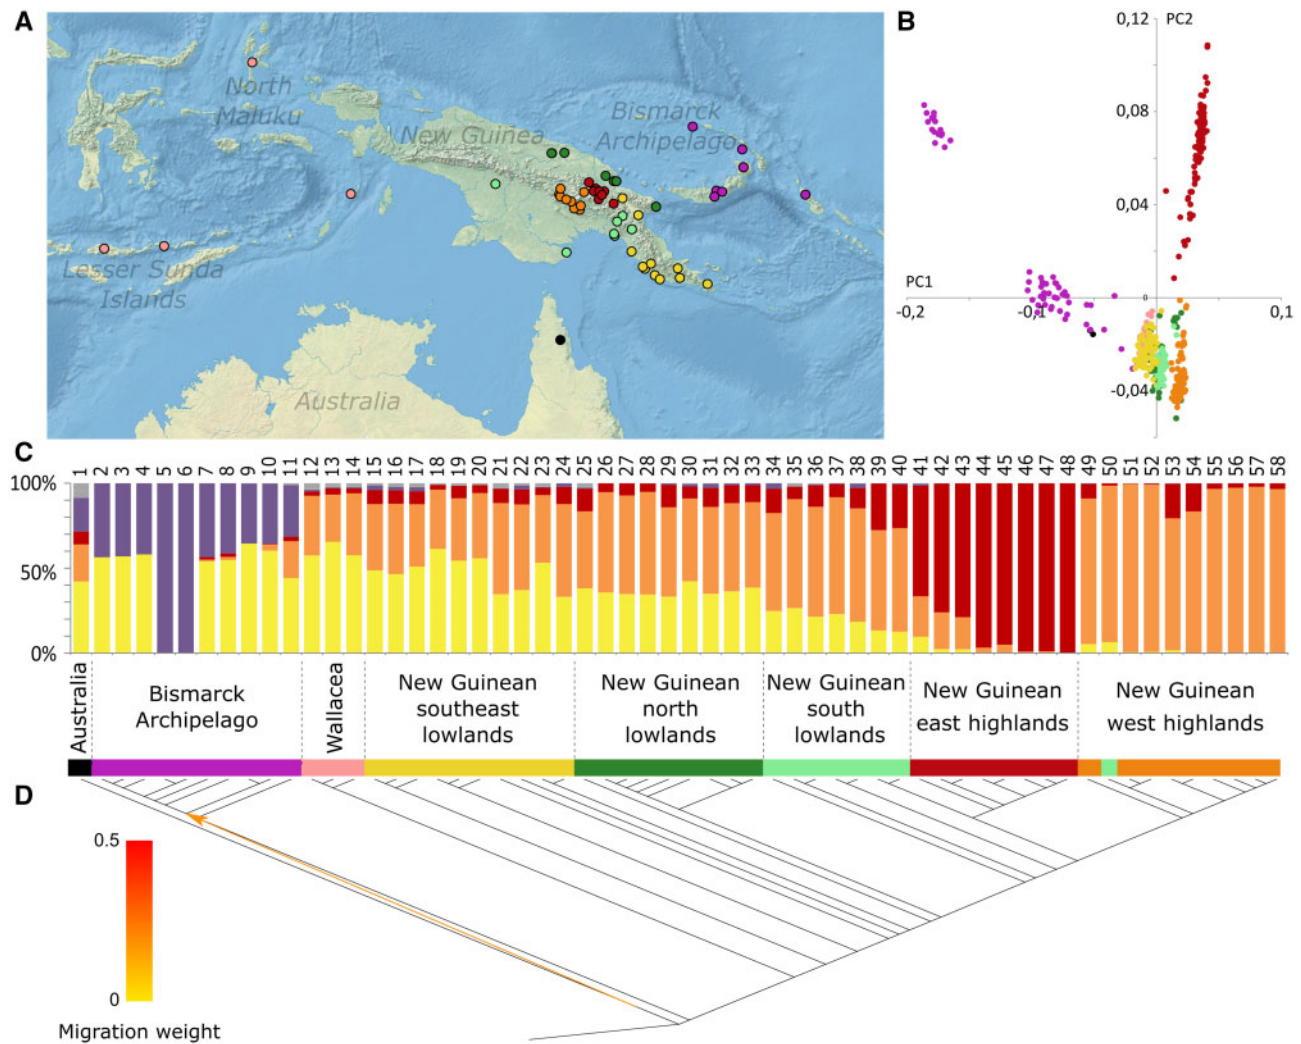 A
North
Maluku
New Guinea
Bismarck
Archipelago
Lesser Sunda
Islands
Australia
B
0,12
PC2
0,08
0,04
PC1
0
-0,2
-0,1
0,1
-0,04
C
1 2 3 4 5 6 7 8 9 10 11 12 13 14 15 16 17 18 19 20 21 22 23 24 25 26 27 28 29 30 31 32 33 34 35 36 37 38 39 40 41 42 43 44 45 46 47 48 49 50 51 52 53 54 55 56 57 58
100%
50%
0%
Australia
Bismarck
Archipelago
Wallacea
New Guinean
southeast
lowlands
New Guinean
north
lowlands
New Guinean
south
lowlands
New Guinean
east highlands
New Guinean
west highlands
D
0.5
0
Migration weight